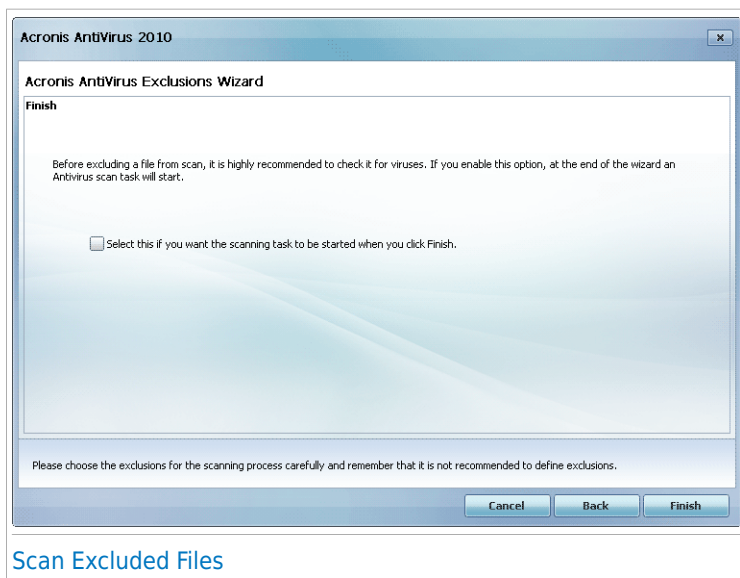 Acronis AntiVirus 2010
x
Acronis AntiVirus Exclusions Wizard
Finish
Before excluding a file from scan, it is highly recommended to check it for viruses. If you enable this option, at the end of the wizard an
Antivirus scan task will start.
Select this if you want the scanning task to be started when you click Finish.
Please choose the exclusions for the scanning process carefully and remember that it is not recommended to define exclusions.
Cancel Back Finish
Scan Excluded Files